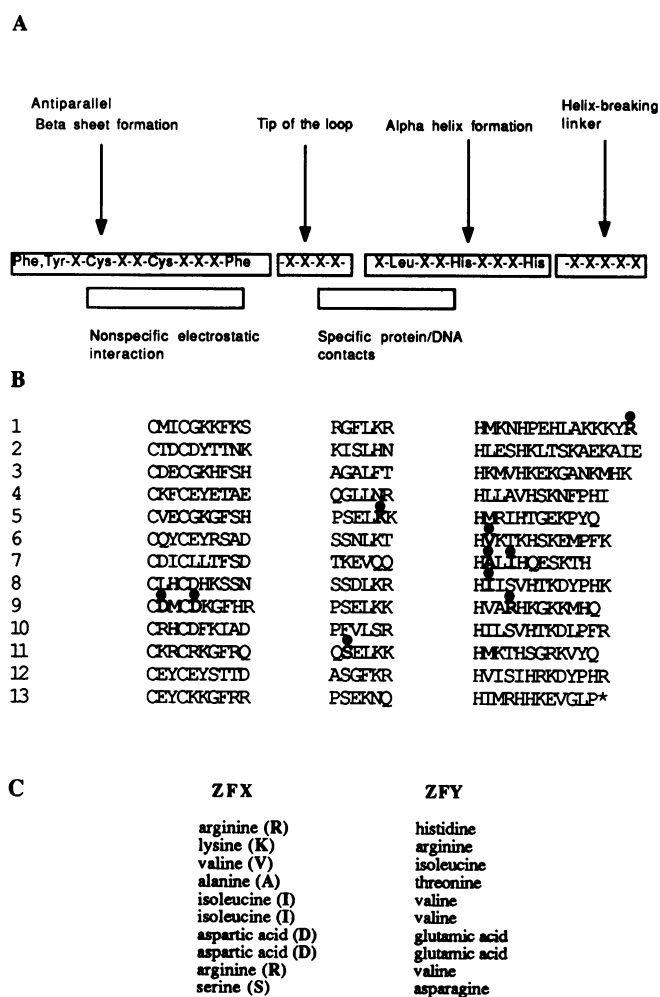 A
Antiparallel
Beta sheet formation
Tip of the loop
Alpha helix formation
Helix-breaking
linker
Phe,Tyr-X-Cys-X-X-Cys-X-X-X-Phe
-X-X-X-X-
X-Leu-X-X-His-X-X-X-His
-X-X-X-X-X
Nonspecific electrostatic
interaction
Specific protein/DNA
contacts
B
1 CMICGKKFKS RGFLKR HMKNHPEHLAKKKYR
2 CTDCDYTTNK KISLHN HLESHKLTSKAEKAIE
3 CDECGKHFSH AGALFT HKMVHKEKGANKMHK
4 CKFCEYETAE QGLLNR HLLAVHSKNFPHI
5 CVECGKGFSH PSELKK HMRIHTGEKPYQ
6 CQYCEYRSAD SSNLKT HVKTKHSKEMPFK
7 CDICLLTFSD TKEVQQ HALIHQESKTH
8 CLHCDHKSSN SSDLKR HIISVHTKDYPHK
9 CDMCDKGFHR PSELKK HVARHKGKKMHQ
10 CRHCDFKIAD PFVLSR HILSVHTKDLPFR
11 CKRCRKGFRQ QSELKK HMKTHSGRKVYQ
12 CEYCEYSTTD ASGFKR HVISIHRKDYPHR
13 CEYCKKGFRR PSEKNQ HIMRHHKEVGLP*
C
ZFX ZFY
arginine (R) histidine
lysine (K) arginine
valine (V) isoleucine
alanine (A) threonine
isoleucine (I) valine
isoleucine (I) valine
aspartic acid (D) glutamic acid
aspartic acid (D) glutamic acid
arginine (R) valine
serine (S) asparagine